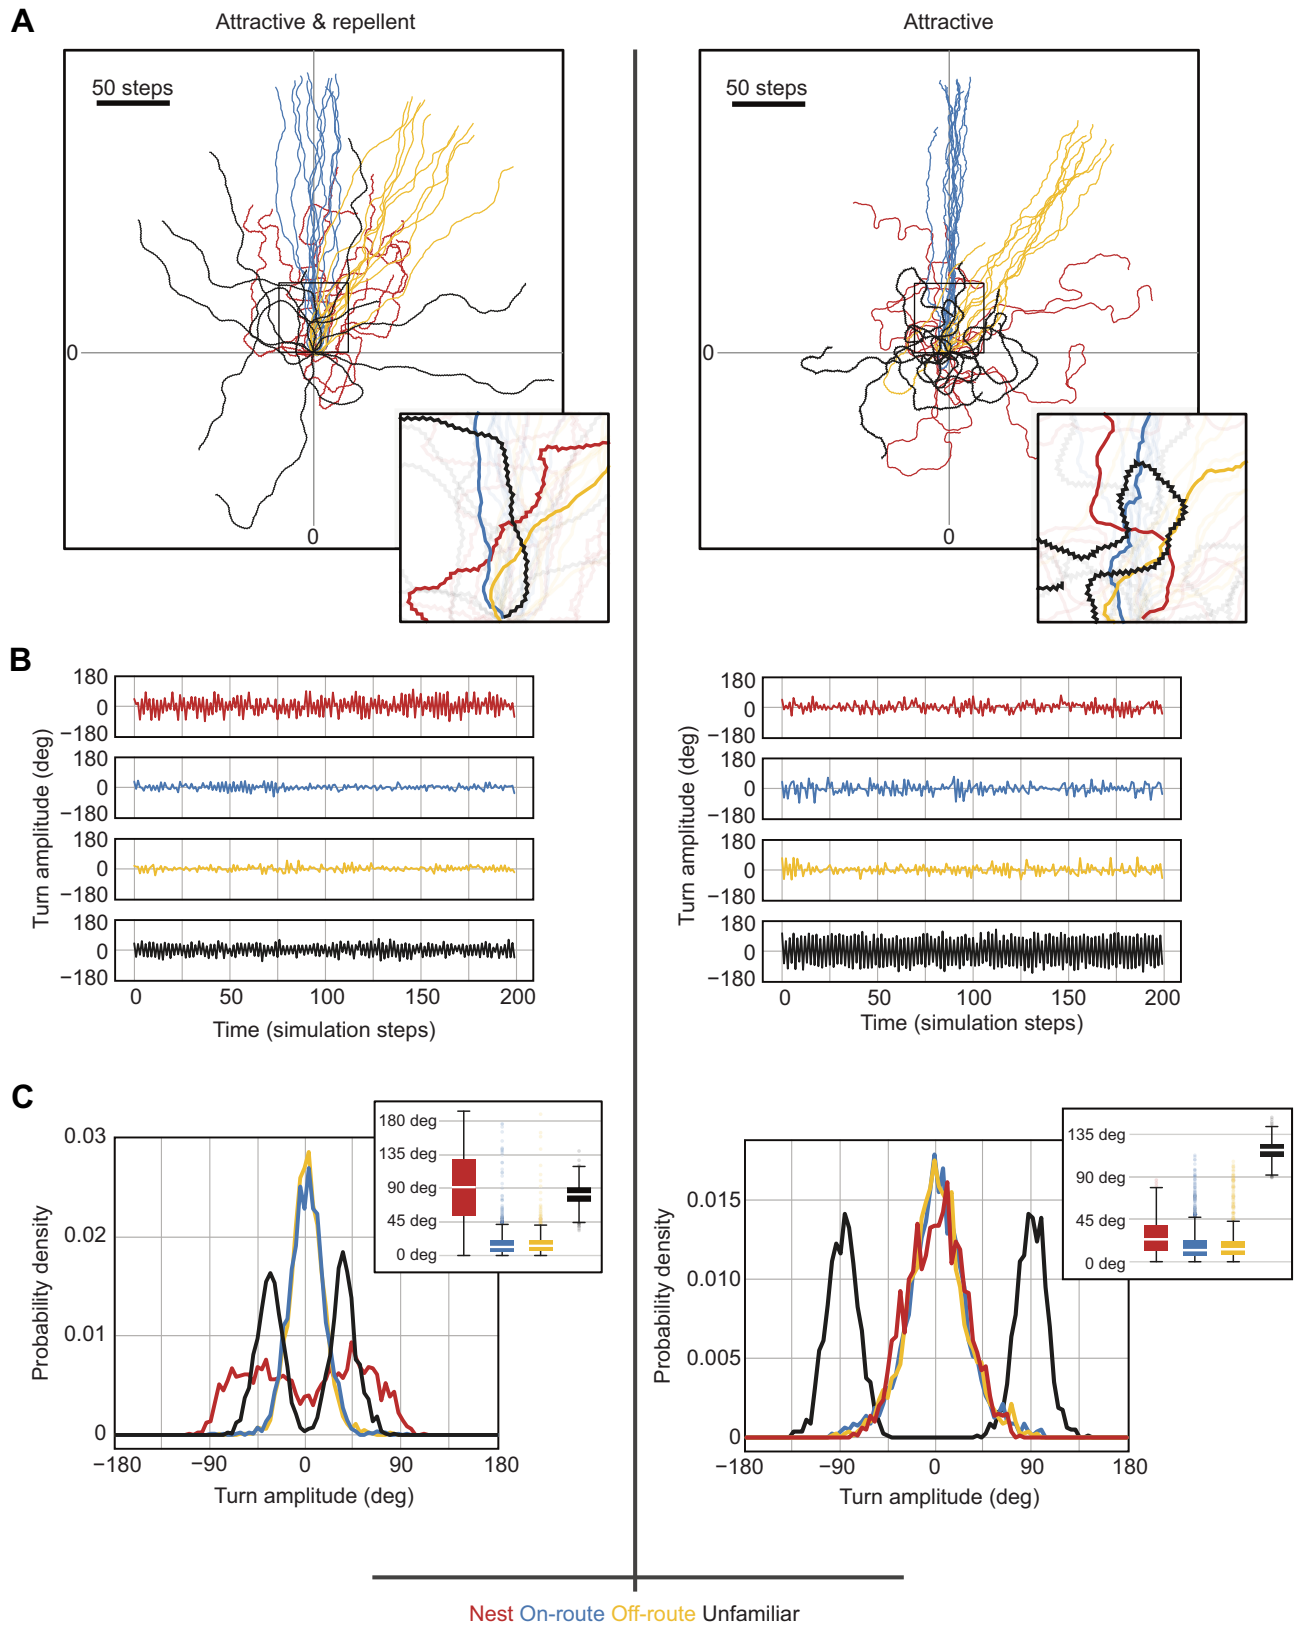 A
Attractive & repellent
Attractive
50 steps
50 steps
0
0
0
0
B
Turn amplitude (deg)
180
0
−180
180
0
−180
180
0
−180
180
0
−180
0 50 100 150 200
Time (simulation steps)
Turn amplitude (deg)
180
0
−180
180
0
−180
180
0
−180
180
0
−180
0 50 100 150 200
Time (simulation steps)
C
Probability density
0.03
0.02
0.01
0
−180 −90 0 90 180
Turn amplitude (deg)
180 deg
135 deg
90 deg
45 deg
0 deg
Probability density
0.015
0.010
0.005
0
−180 −90 0 90 180
Turn amplitude (deg)
135 deg
90 deg
45 deg
0 deg
Nest On-route Off-route Unfamiliar